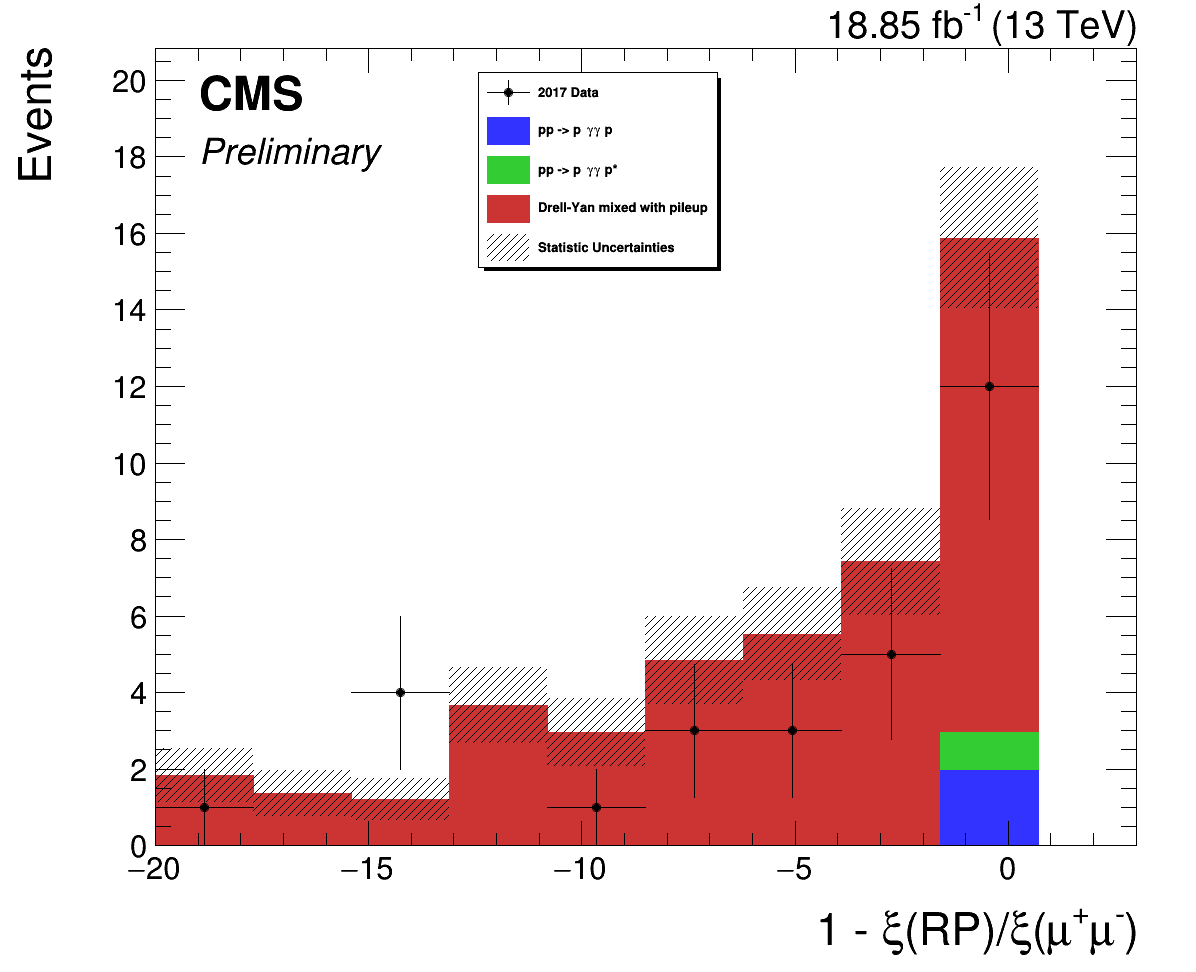 18.85 fb⁻¹ (13 TeV)
Events
CMS
Preliminary
2017 Data
pp -> p γγ p
pp -> p γγ p*
Drell-Yan mixed with pileup
Statistic Uncertainties
20
18
16
14
12
10
8
6
4
2
0
−20 −15 −10 −5 0
1 - ξ(RP)/ξ(μ⁺μ⁻)